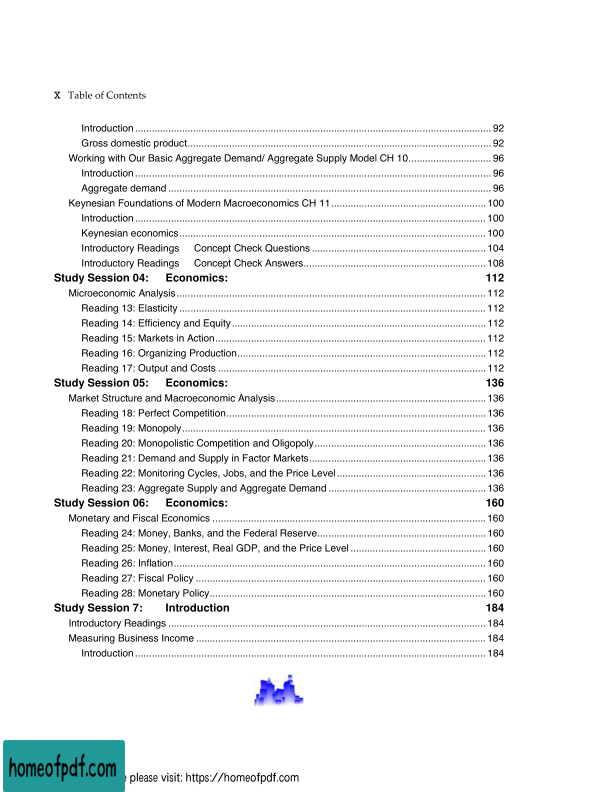 X Table of Contents
Introduction ........ 92
Gross domestic product ........ 92
Working with Our Basic Aggregate Demand/ Aggregate Supply Model CH 10 ........ 96
Introduction ........ 96
Aggregate demand ........ 96
Keynesian Foundations of Modern Macroeconomics CH 11 ........ 100
Introduction ........ 100
Keynesian economics ........ 100
Introductory Readings Concept Check Questions ........ 104
Introductory Readings Concept Check Answers ........ 108
Study Session 04: Economics: 112
Microeconomic Analysis ........ 112
Reading 13: Elasticity ........ 112
Reading 14: Efficiency and Equity ........ 112
Reading 15: Markets in Action ........ 112
Reading 16: Organizing Production ........ 112
Reading 17: Output and Costs ........ 112
Study Session 05: Economics: 136
Market Structure and Macroeconomic Analysis ........ 136
Reading 18: Perfect Competition ........ 136
Reading 19: Monopoly ........ 136
Reading 20: Monopolistic Competition and Oligopoly ........ 136
Reading 21: Demand and Supply in Factor Markets ........ 136
Reading 22: Monitoring Cycles, Jobs, and the Price Level ........ 136
Reading 23: Aggregate Supply and Aggregate Demand ........ 136
Study Session 06: Economics: 160
Monetary and Fiscal Economics ........ 160
Reading 24: Money, Banks, and the Federal Reserve ........ 160
Reading 25: Money, Interest, Real GDP, and the Price Level ........ 160
Reading 26: Inflation ........ 160
Reading 27: Fiscal Policy ........ 160
Reading 28: Monetary Policy ........ 160
Study Session 7: Introduction 184
Introductory Readings ........ 184
Measuring Business Income ........ 184
Introduction ........ 184
homeofpdf.com
please visit: https://homeofpdf.com